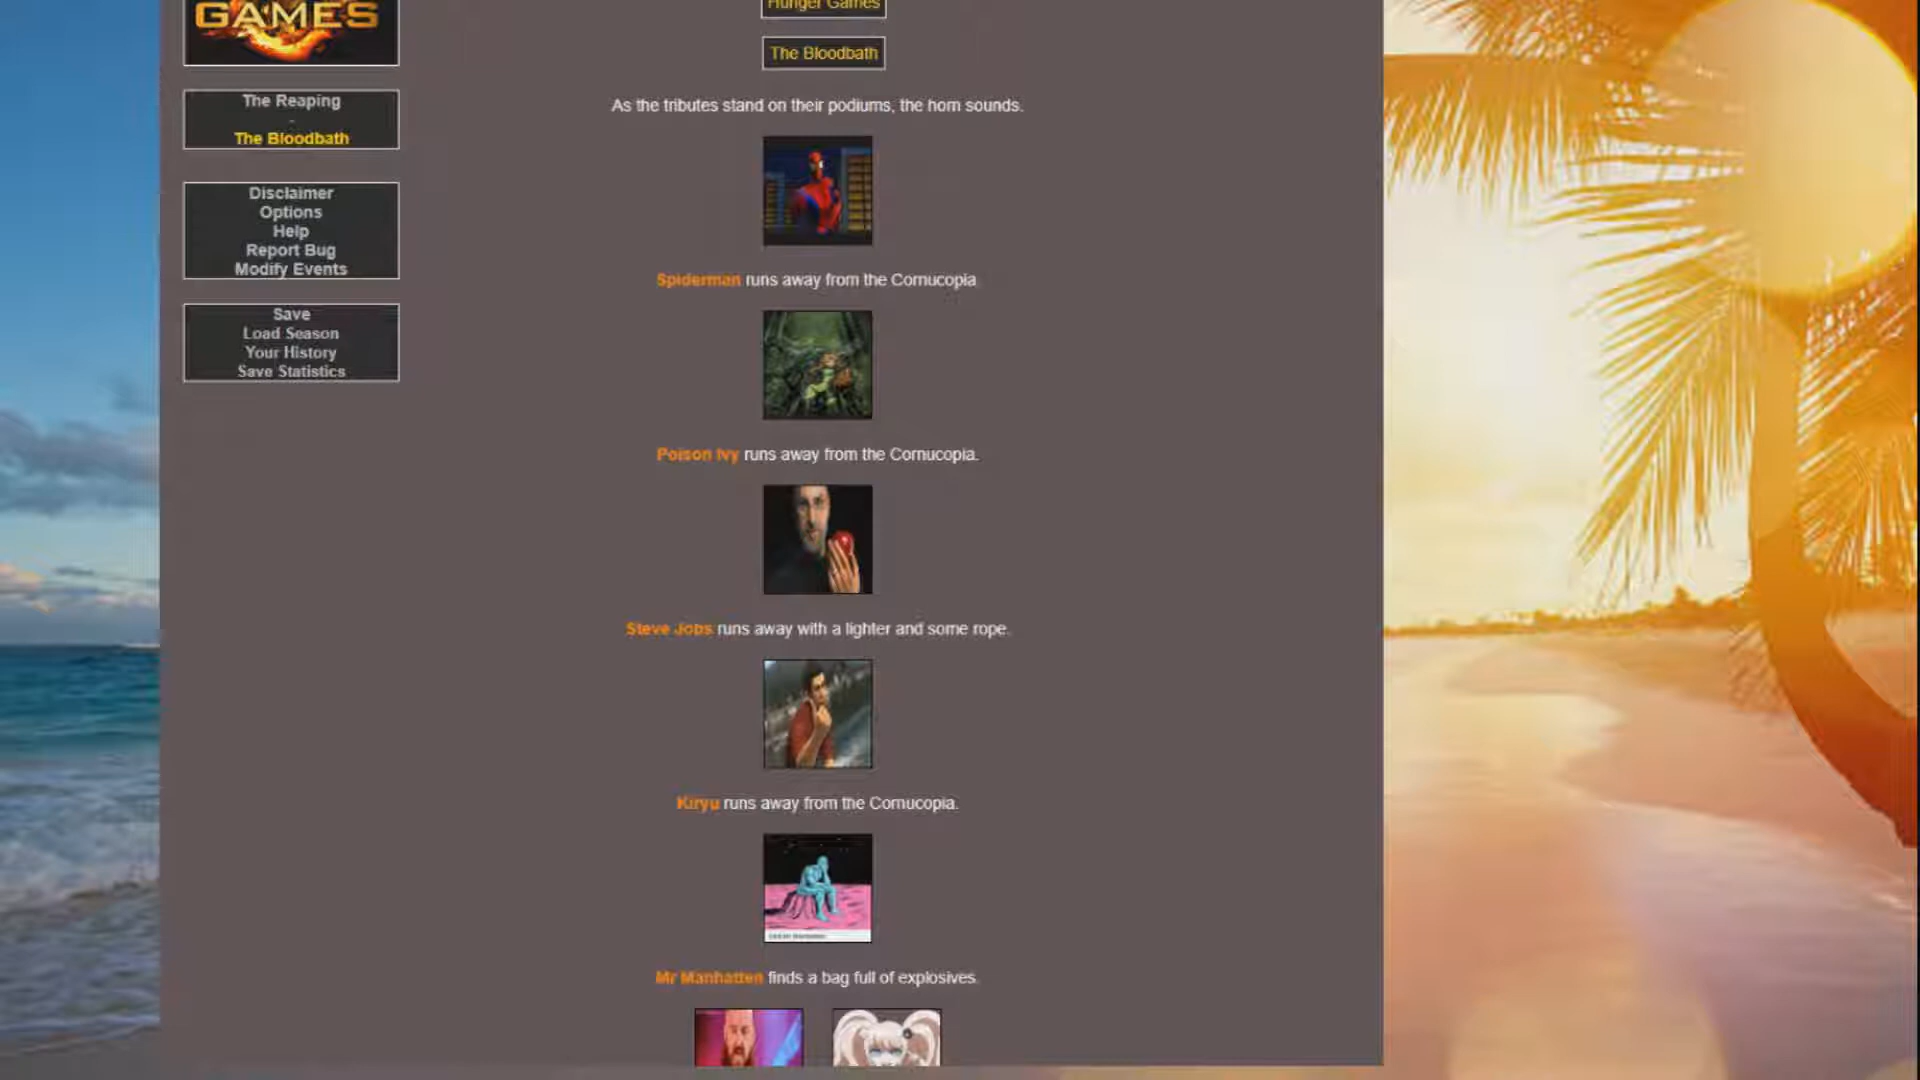 GAMES
The Reaping
-
The Bloodbath
Disclaimer
Options
Help
Report Bug
Modify Events
Save
Load Season
Your History
Save Statistics
Hunger Games
The Bloodbath
As the tributes stand on their podiums, the horn sounds.
Spiderman runs away from the Cornucopia.
Poison Ivy runs away from the Cornucopia.
Steve Jobs runs away with a lighter and some rope.
Kiryu runs away from the Cornucopia.
Mr Manhatten finds a bag full of explosives.